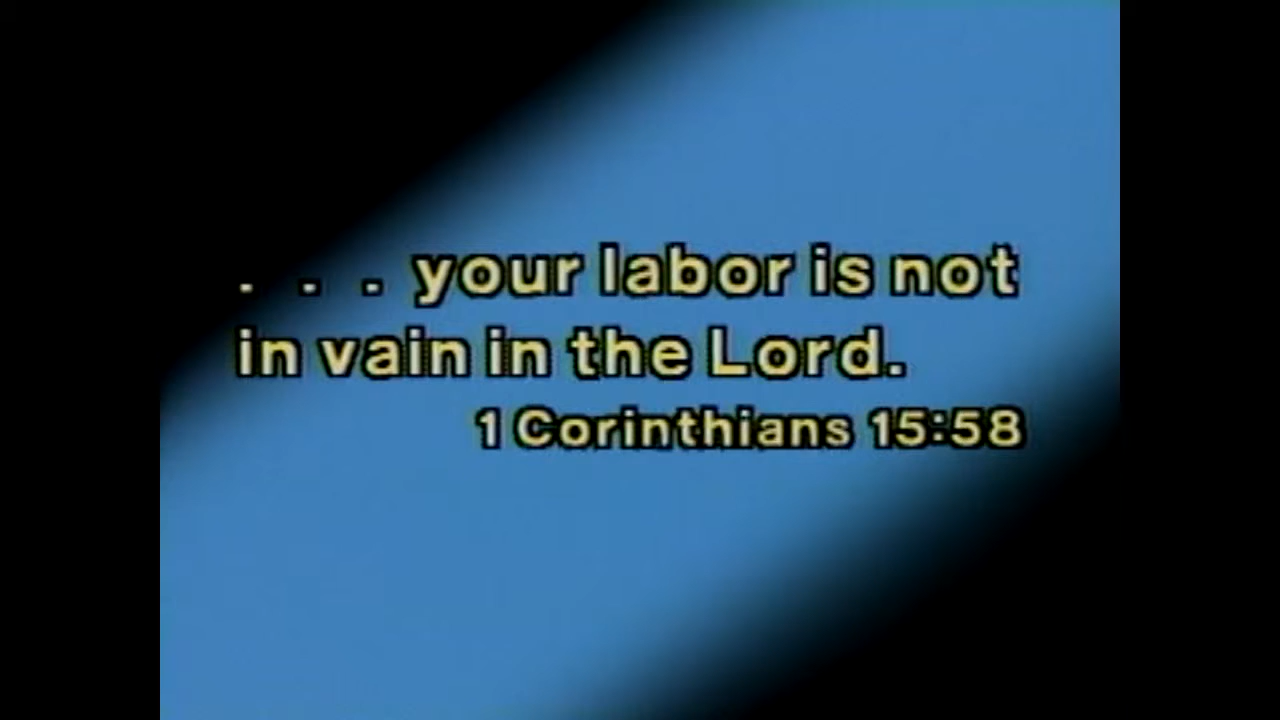 . . . your labor is not
in vain in the Lord.
1 Corinthians 15:58